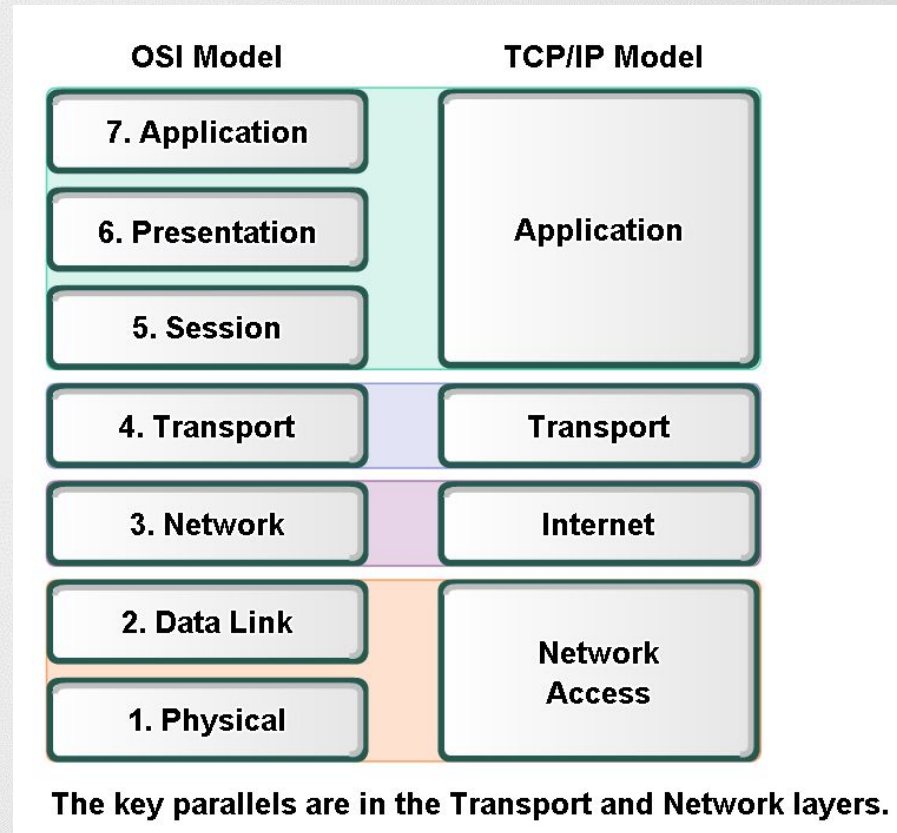 OSI Model
TCP/IP Model
7. Application
6. Presentation
5. Session
Application
4. Transport
Transport
3. Network
Internet
2. Data Link
1. Physical
Network
Access
The key parallels are in the Transport and Network layers.